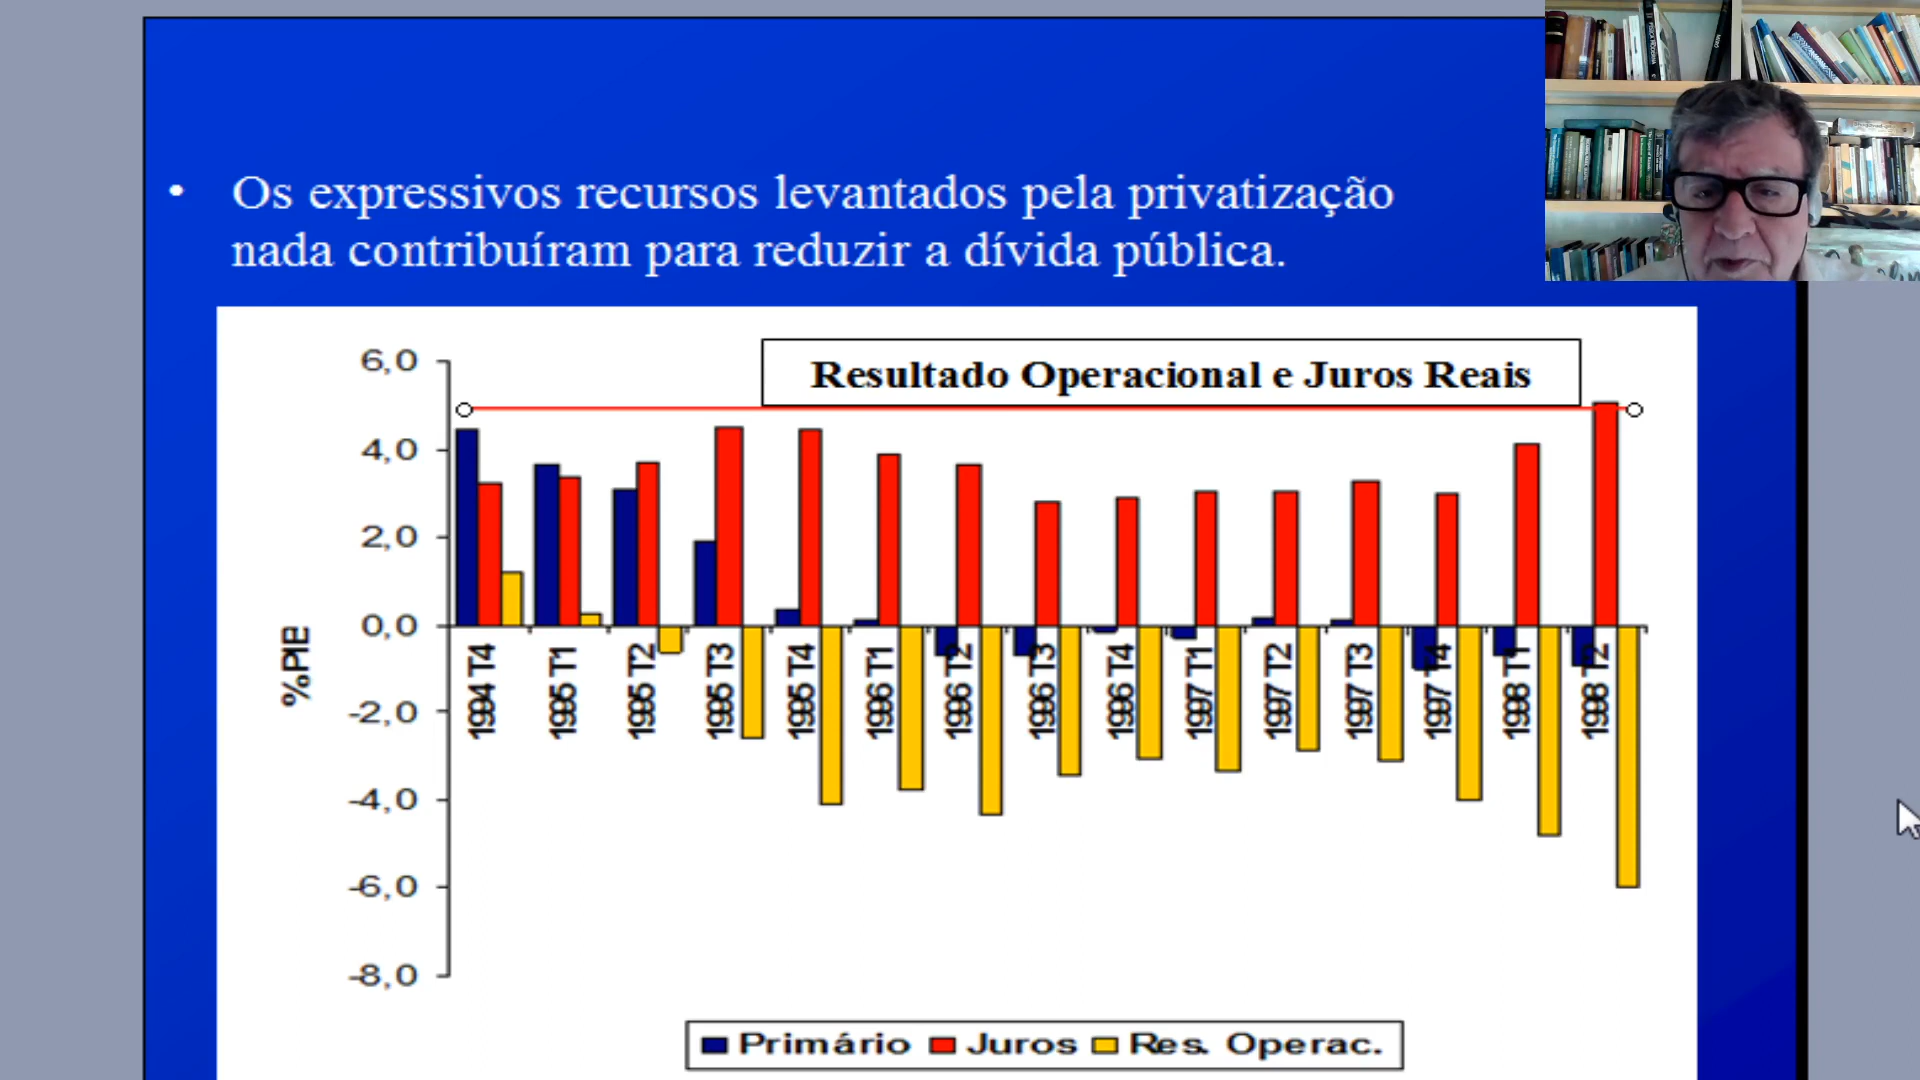 • Os expressivos recursos levantados pela privatização
nada contribuíram para reduzir a dívida pública.
Resultado Operacional e Juros Reais
6,0
4,0
2,0
0,0
-2,0
-4,0
-6,0
-8,0
%PIB
1994 T4
1995 T1
1995 T2
1995 T3
1995 T4
1996 T1
1996 T2
1996 T3
1996 T4
1997 T1
1997 T2
1997 T3
1997 T4
1998 T1
1998 T2
Primário Juros Res. Operac.